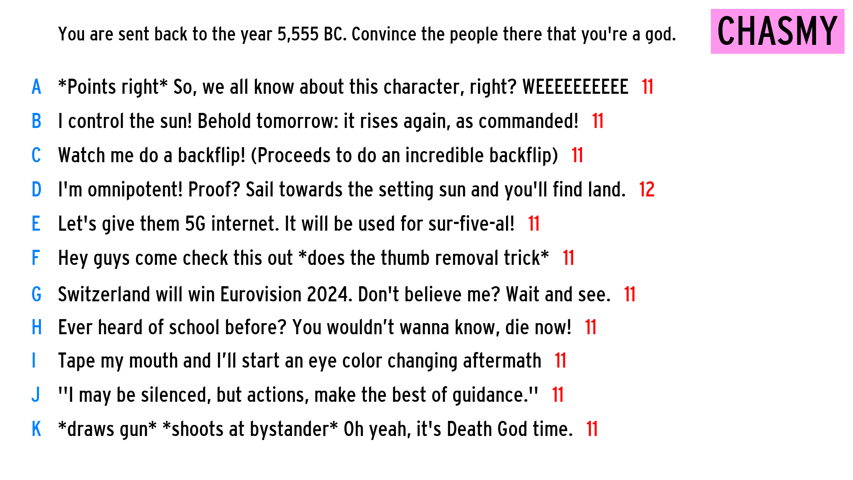 You are sent back to the year 5,555 BC. Convince the people there that you're a god.
CHASMY
A *Points right* So, we all know about this character, right? WEEEEEEEEEE 11
B I control the sun! Behold tomorrow: it rises again, as commanded! 11
C Watch me do a backflip! (Proceeds to do an incredible backflip) 11
D I'm omnipotent! Proof? Sail towards the setting sun and you'll find land. 12
E Let's give them 5G internet. It will be used for sur-five-al! 11
F Hey guys come check this out *does the thumb removal trick* 11
G Switzerland will win Eurovision 2024. Don't believe me? Wait and see. 11
H Ever heard of school before? You wouldn’t wanna know, die now! 11
I Tape my mouth and I’ll start an eye color changing aftermath 11
J "I may be silenced, but actions, make the best of guidance." 11
K *draws gun* *shoots at bystander* Oh yeah, it's Death God time. 11